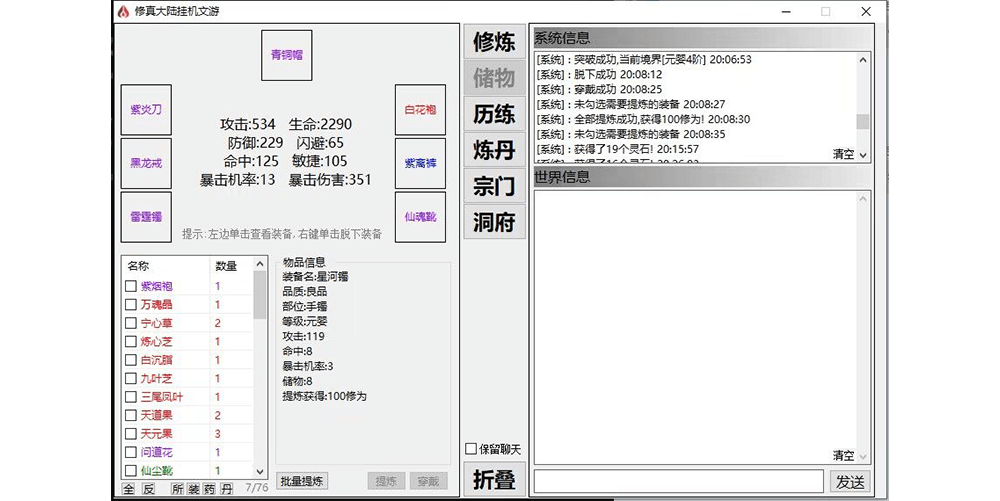 修真大陆挂机文游
青铜帽
紫炎刀
白花袍
攻击:534 生命:2290
防御:229 闪避:65
命中:125 敏捷:105
暴击机率:13 暴击伤害:351
黑龙戒
紫离裤
雷霆镯
仙魂靴
提示:左边单击查看装备,右键单击脱下装备
名称 数量
紫烟袍 1
万魂晶 1
宁心草 2
炼心芝 1
白沉脂 1
九叶芝 1
三尾凤叶 1
天道果 2
天元果 3
问道花 1
仙尘靴 1
全 反 所 装 药 丹 7/76
物品信息
装备名:星河镯
品质:良品
部位:手镯
等级:元婴
攻击:119
命中:8
暴击机率:3
储物:8
提炼获得:100修为
批量提炼 提炼 穿戴
修炼
储物
历练
炼丹
宗门
洞府
保留聊天
折叠
系统信息
[系统]：突破成功,当前境界[元婴4阶] 20:06:53
[系统]：脱下成功 20:08:12
[系统]：穿戴成功 20:08:25
[系统]：未勾选需要提炼的装备 20:08:27
[系统]：全部提炼成功,获得100修为! 20:08:30
[系统]：未勾选需要提炼的装备 20:08:35
[系统]：获得了19个灵石! 20:15:57
清空
世界信息
清空
发送